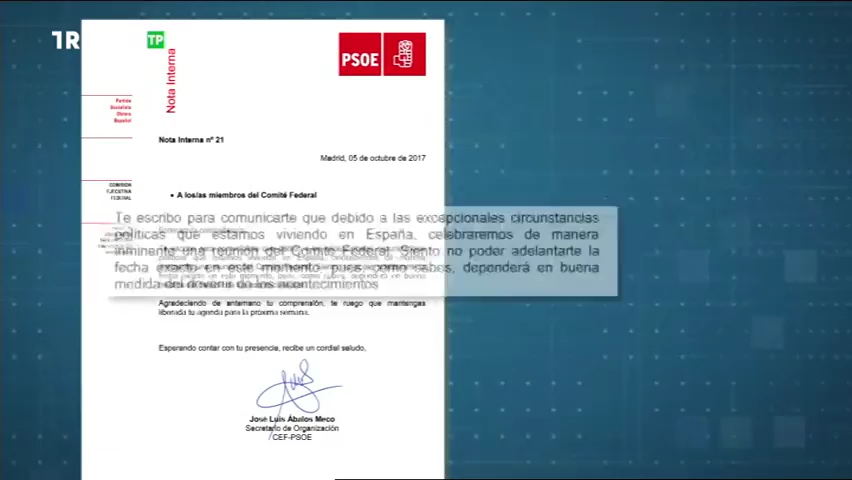 1R
TP
Nota Interna
PSOE
Partido
Socialista
Obrero
Español
Nota Interna nº 21
Madrid, 05 de octubre de 2017
COMISIÓN
EJECUTIVA
FEDERAL
• A los/as miembros del Comité Federal
Te escribo para comunicarte que debido a las excepcionales circunstancias
políticas que estamos viviendo en España, celebraremos de manera
inminente una reunión del Comité Federal. Siento no poder adelantarte la
fecha exacta en este momento pues, como sabes, dependerá en buena
medida del devenir de los acontecimientos
Agradeciendo de antemano tu comprensión, te ruego que mantengas
liberada tu agenda para la próxima semana.
Esperando contar con tu presencia, recibe un cordial saludo,
José Luis Ábalos Meco
Secretario de Organización
CEF-PSOE